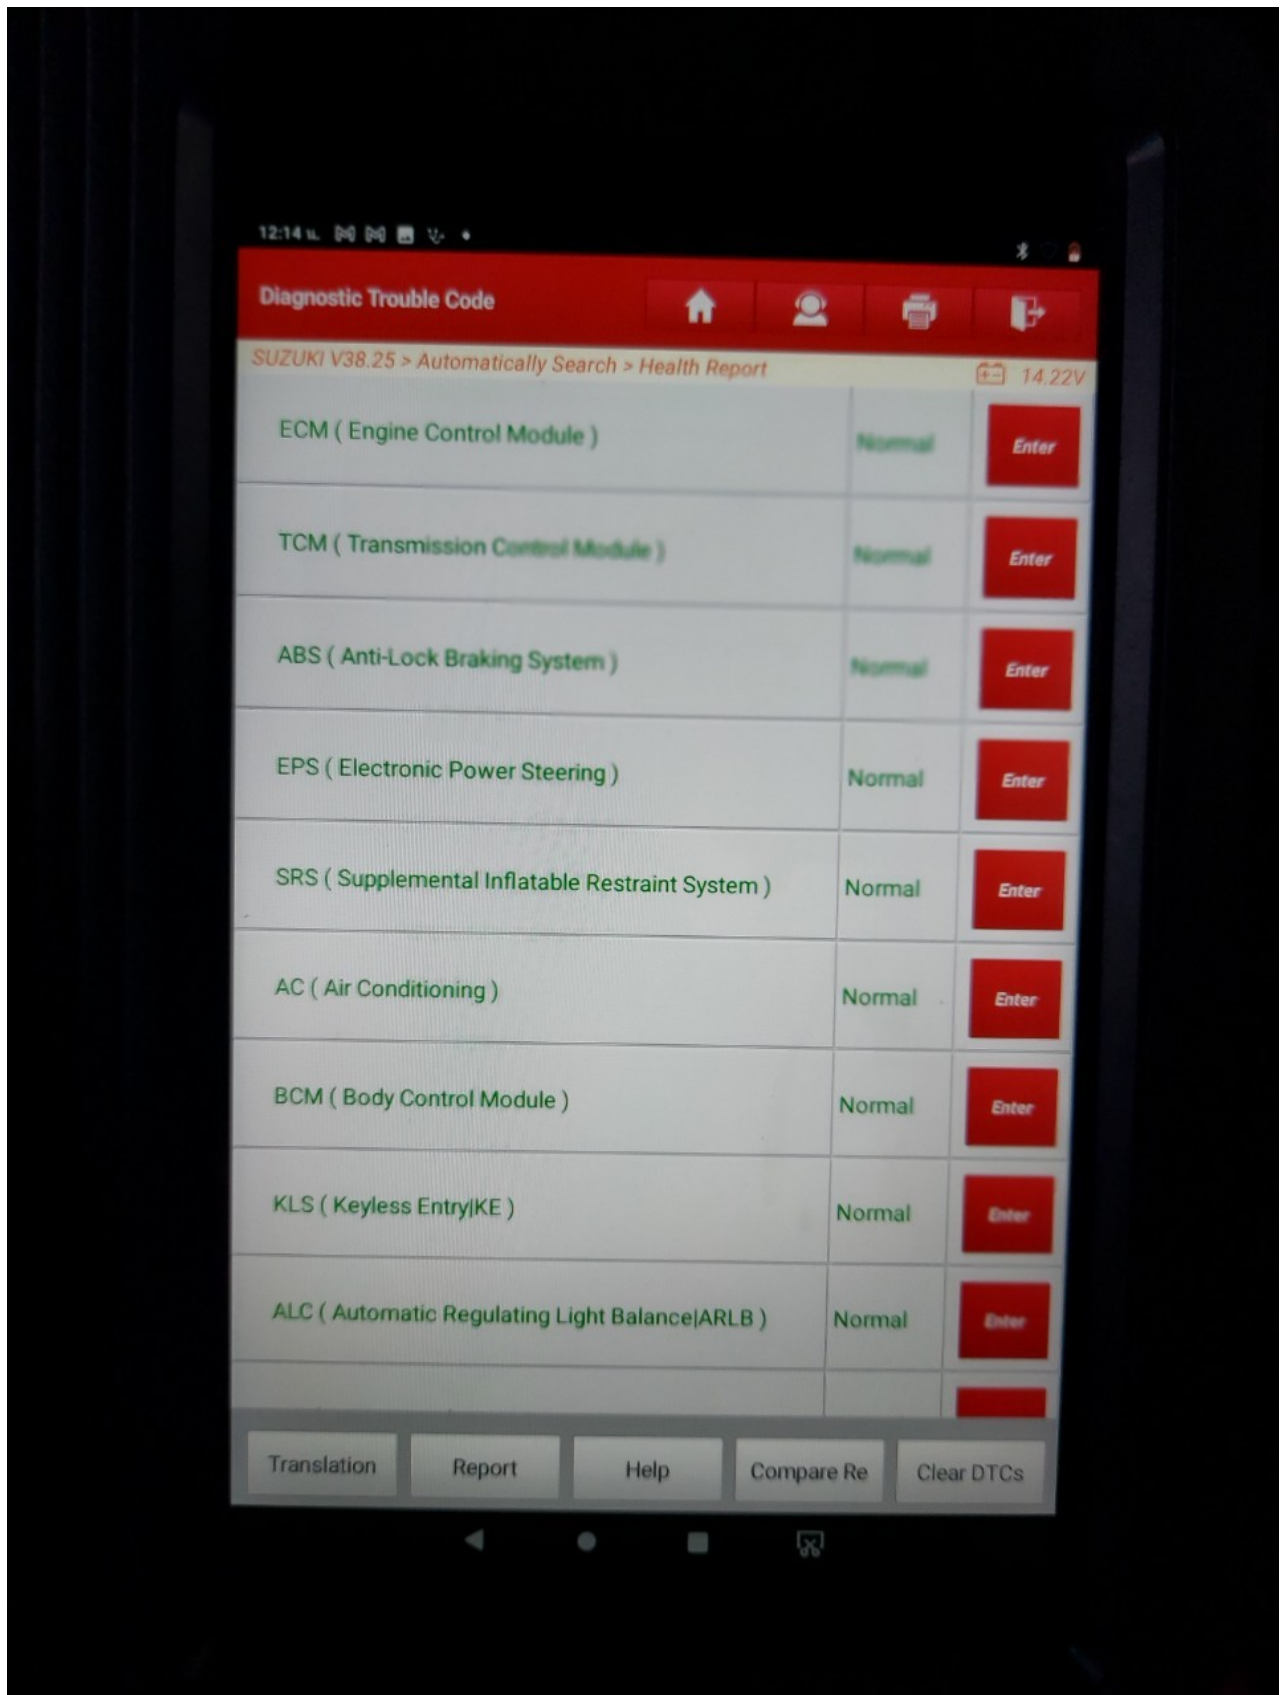 12:14 น.
Diagnostic Trouble Code
SUZUKI V38.25 > Automatically Search > Health Report 14.22V
ECM ( Engine Control Module ) Normal Enter
TCM ( Transmission Control Module ) Normal Enter
ABS ( Anti-Lock Braking System ) Normal Enter
EPS ( Electronic Power Steering ) Normal Enter
SRS ( Supplemental Inflatable Restraint System ) Normal Enter
AC ( Air Conditioning ) Normal Enter
BCM ( Body Control Module ) Normal Enter
KLS ( Keyless Entry|KE ) Normal Enter
ALC ( Automatic Regulating Light Balance|ARLB ) Normal Enter
Translation Report Help Compare Re Clear DTCs